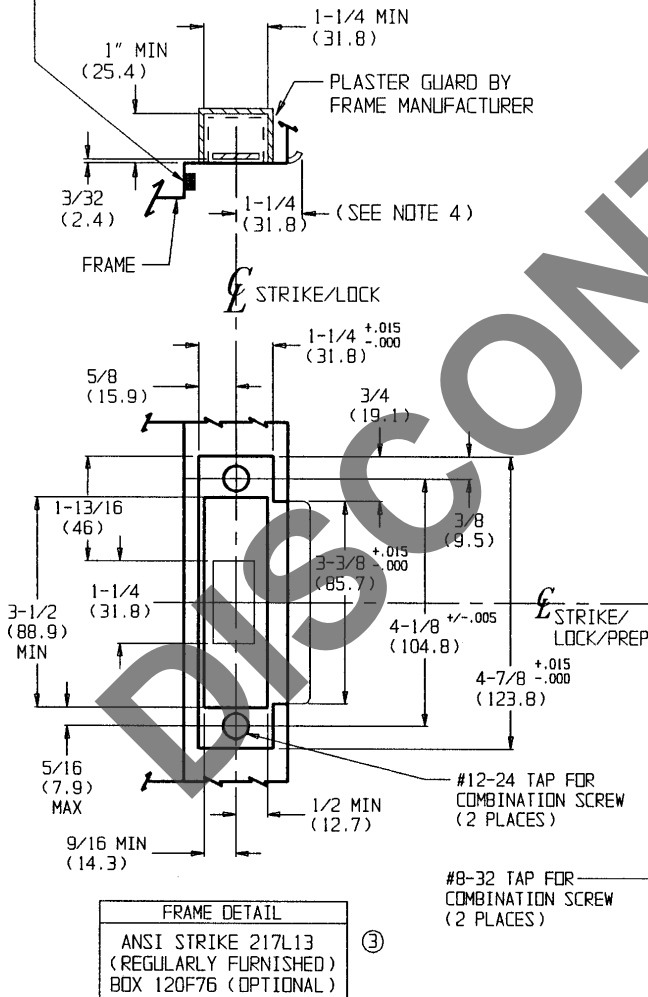 1-1/4 MIN
(31.8)
1" MIN
(25.4)
PLASTER GUARD BY
FRAME MANUFACTURER
3/32
(2.4)
1-1/4
(31.8)
(SEE NOTE 4)
FRAME
CL STRIKE/LOCK
1-1/4 +.015 -.000
(31.8)
5/8
(15.9)
3/4
(19.1)
1-13/16
(46)
3/8
(9.5)
3-3/8 +.015 -.000
(85.7)
1-1/4
(31.8)
3-1/2
(88.9)
MIN
4-1/8 +/-.005
(104.8)
CL STRIKE/
LOCK/PREP
4-7/8 +.015 -.000
(123.8)
5/16
(7.9)
MAX
#12-24 TAP FOR
COMBINATION SCREW
(2 PLACES)
1/2 MIN
(12.7)
9/16 MIN
(14.3)
#8-32 TAP FOR
COMBINATION SCREW
(2 PLACES)
FRAME DETAIL
ANSI STRIKE 217L13
(REGULARLY FURNISHED)
BOX 120F76 (OPTIONAL)
3
DISCONT